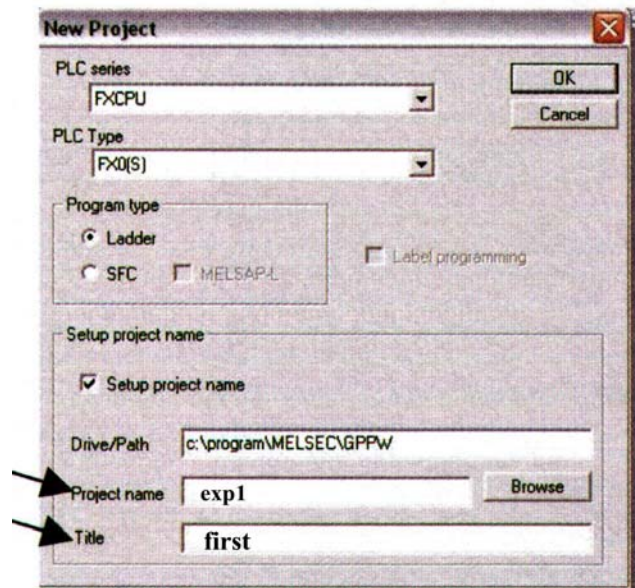 New Project
PLC series
FXCPU
OK
Cancel
PLC Type
FX0(S)
Program type
Ladder
SFC
MELSAP-L
Label programming
Setup project name
Setup project name
Drive/Path
c:\program\MELSEC\GPPW
Project name
exp1
Browse
Title
first